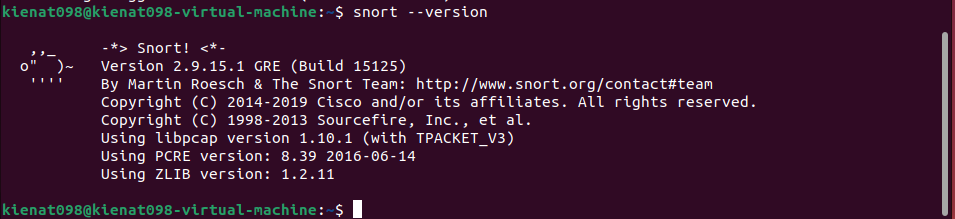 kienat098@kienat098-virtual-machine:~$ snort --version
   ,,_     -*> Snort! <*-
  o"  )~   Version 2.9.15.1 GRE (Build 15125)
   ''''    By Martin Roesch & The Snort Team: http://www.snort.org/contact#team
           Copyright (C) 2014-2019 Cisco and/or its affiliates. All rights reserved.
           Copyright (C) 1998-2013 Sourcefire, Inc., et al.
           Using libpcap version 1.10.1 (with TPACKET_V3)
           Using PCRE version: 8.39 2016-06-14
           Using ZLIB version: 1.2.11
kienat098@kienat098-virtual-machine:~$